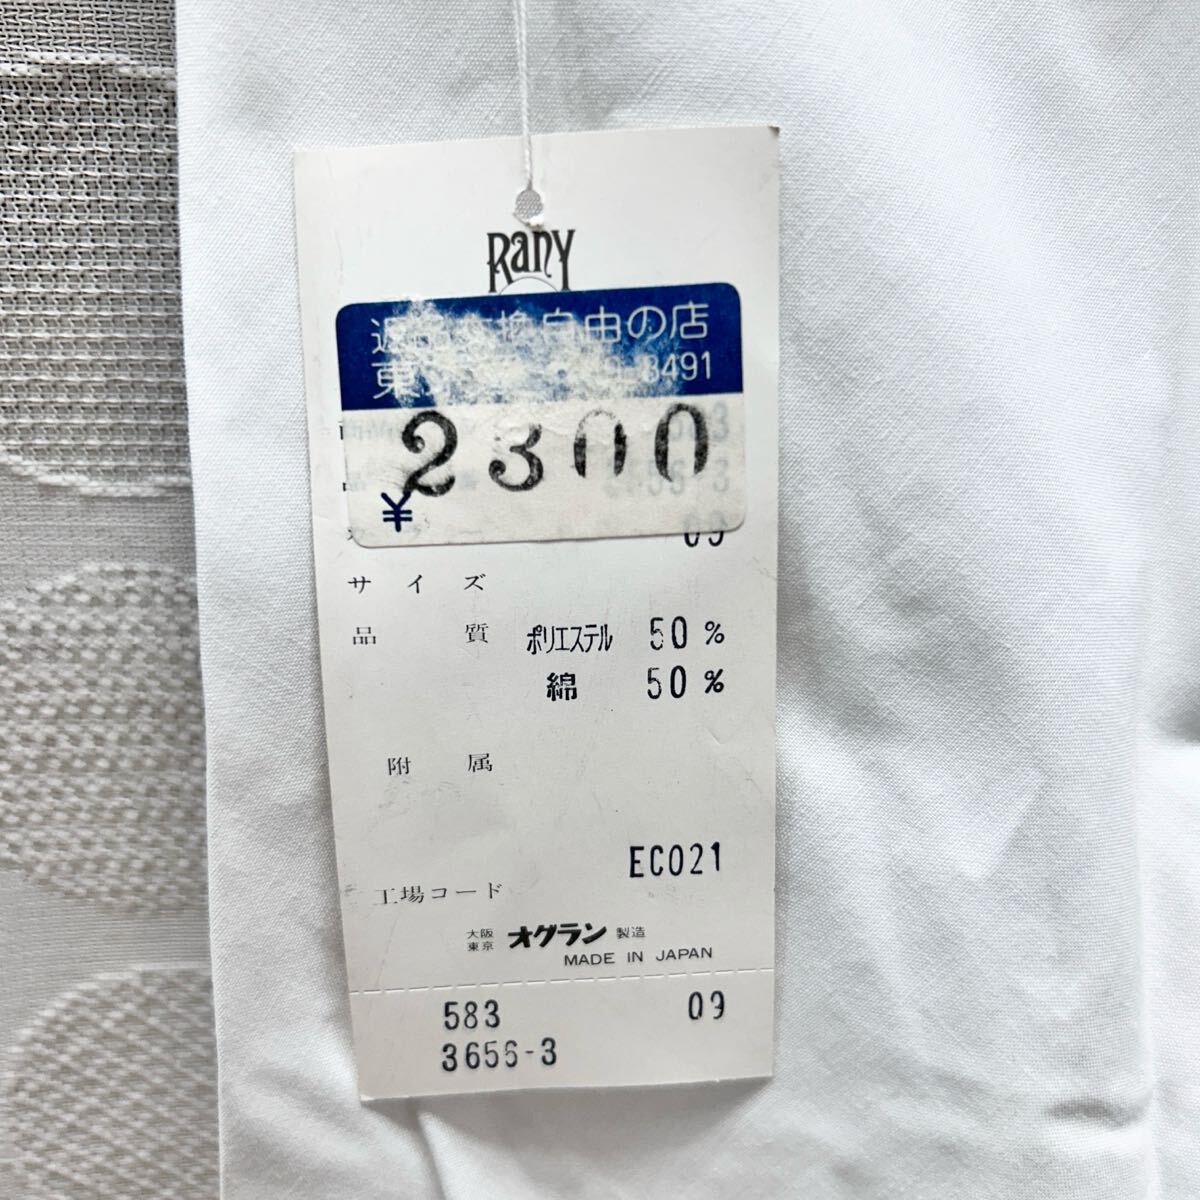 Rany
返品交換自由の店
東 8491
¥ 2300
09
サイズ
品質 ポリエステル 50%
綿 50%
附属
EC021
工場コード
大阪 東京 オグラン 製造
MADE IN JAPAN
583 09
3656-3